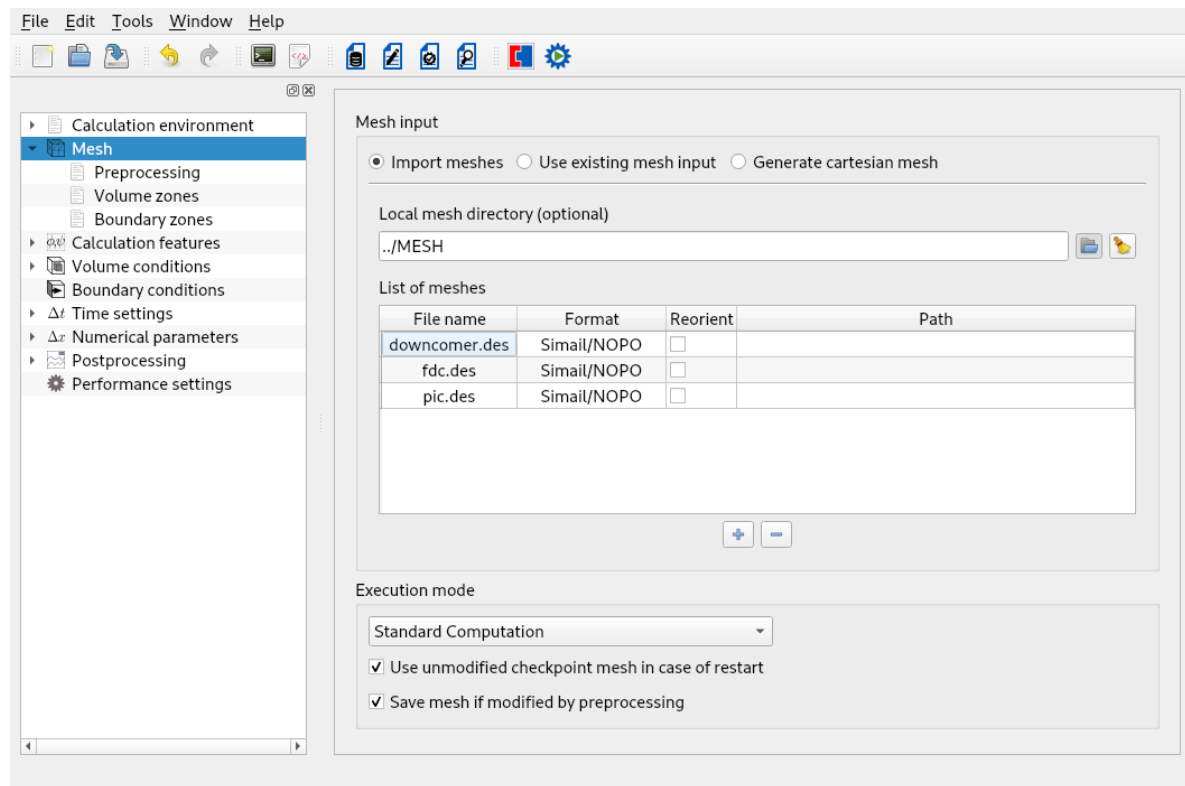 File Edit Tools Window Help
Calculation environment
Mesh
Preprocessing
Volume zones
Boundary zones
Calculation features
Volume conditions
Boundary conditions
Δt Time settings
Δx Numerical parameters
Postprocessing
Performance settings
Mesh input
Import meshes Use existing mesh input Generate cartesian mesh
Local mesh directory (optional)
../MESH
List of meshes
File name Format Reorient Path
downcomer.des Simail/NOPO
fdc.des Simail/NOPO
pic.des Simail/NOPO
Execution mode
Standard Computation
Use unmodified checkpoint mesh in case of restart
Save mesh if modified by preprocessing